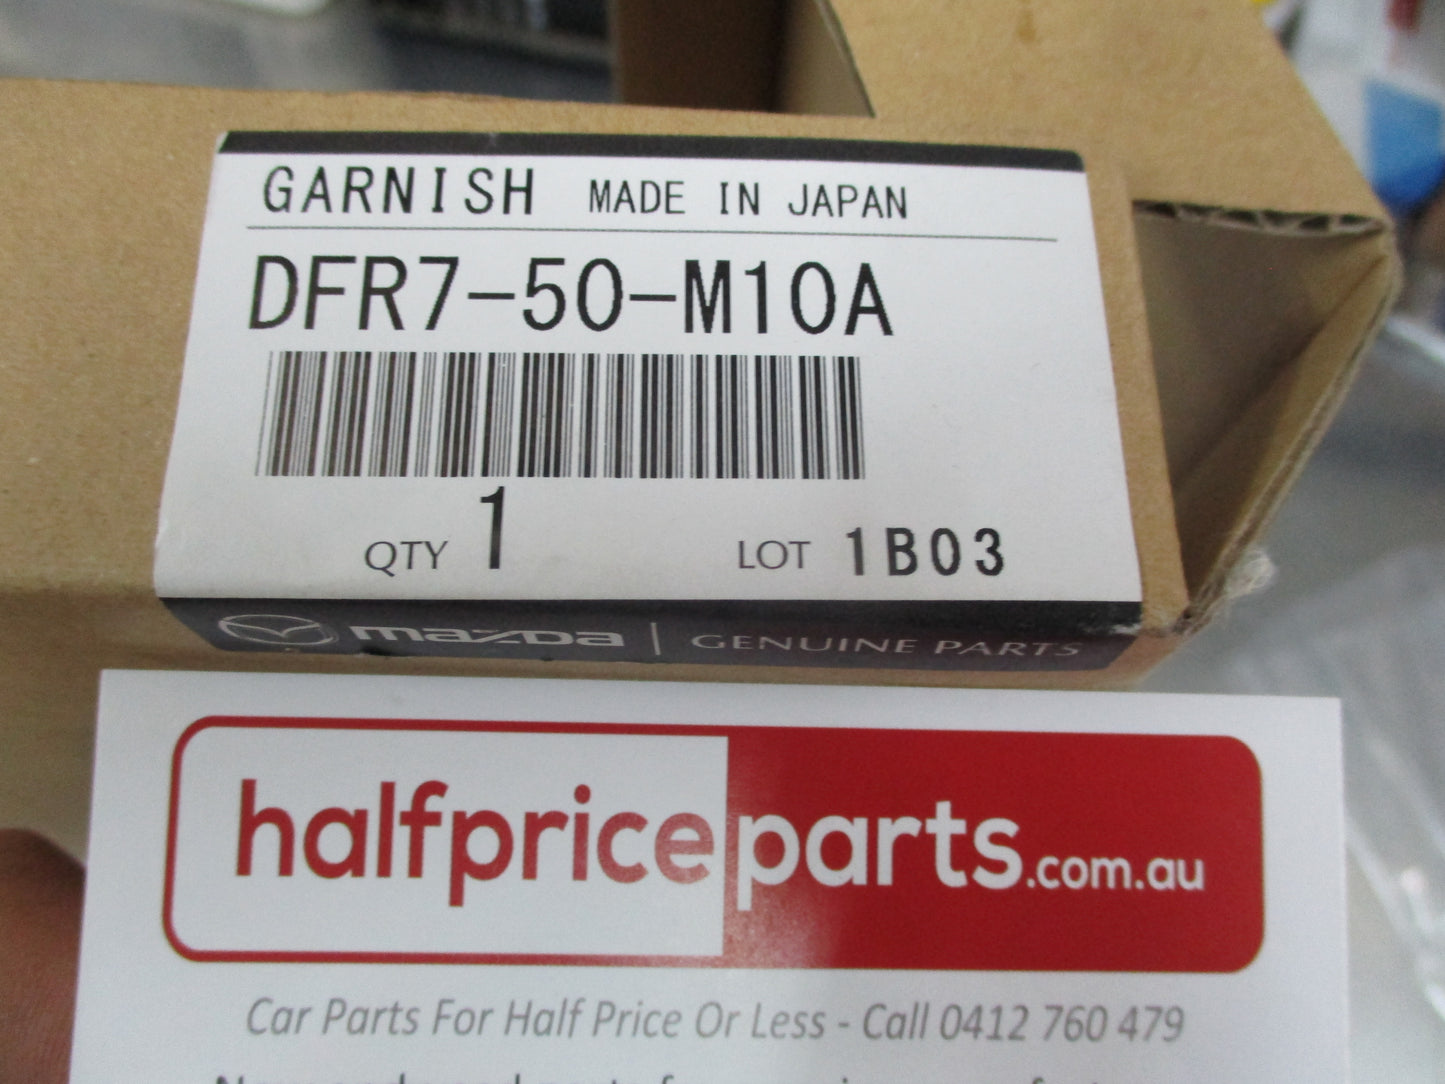 GARNISH MADE IN JAPAN
DFR7-50-M10A
QTY 1 LOT 1B03
mazda | GENUINE PARTS
halfpriceparts.com.au
Car Parts For Half Price Or Less - Call 0412 760 479